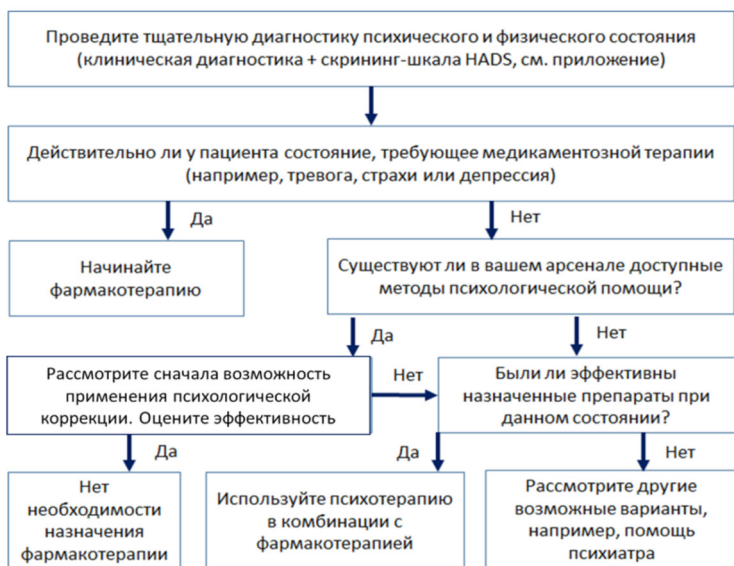 Проведите тщательную диагностику психического и физического состояния
(клиническая диагностика + скрининг-шкала HADS, см. приложение)
Действительно ли у пациента состояние, требующее медикаментозной терапии
(например, тревога, страхи или депрессия)
Да
Нет
Начинайте
фармакотерапию
Существуют ли в вашем арсенале доступные
методы психологической помощи?
Да
Нет
Рассмотрите сначала возможность
применения психологической
коррекции. Оцените эффективность
Нет
Были ли эффективны
назначенные препараты при
данном состоянии?
Да
Да
Нет
Нет
необходимости
назначения
фармакотерапии
Используйте психотерапию
в комбинации с
фармакотерапией
Рассмотрите другие
возможные варианты,
например, помощь
психиатра